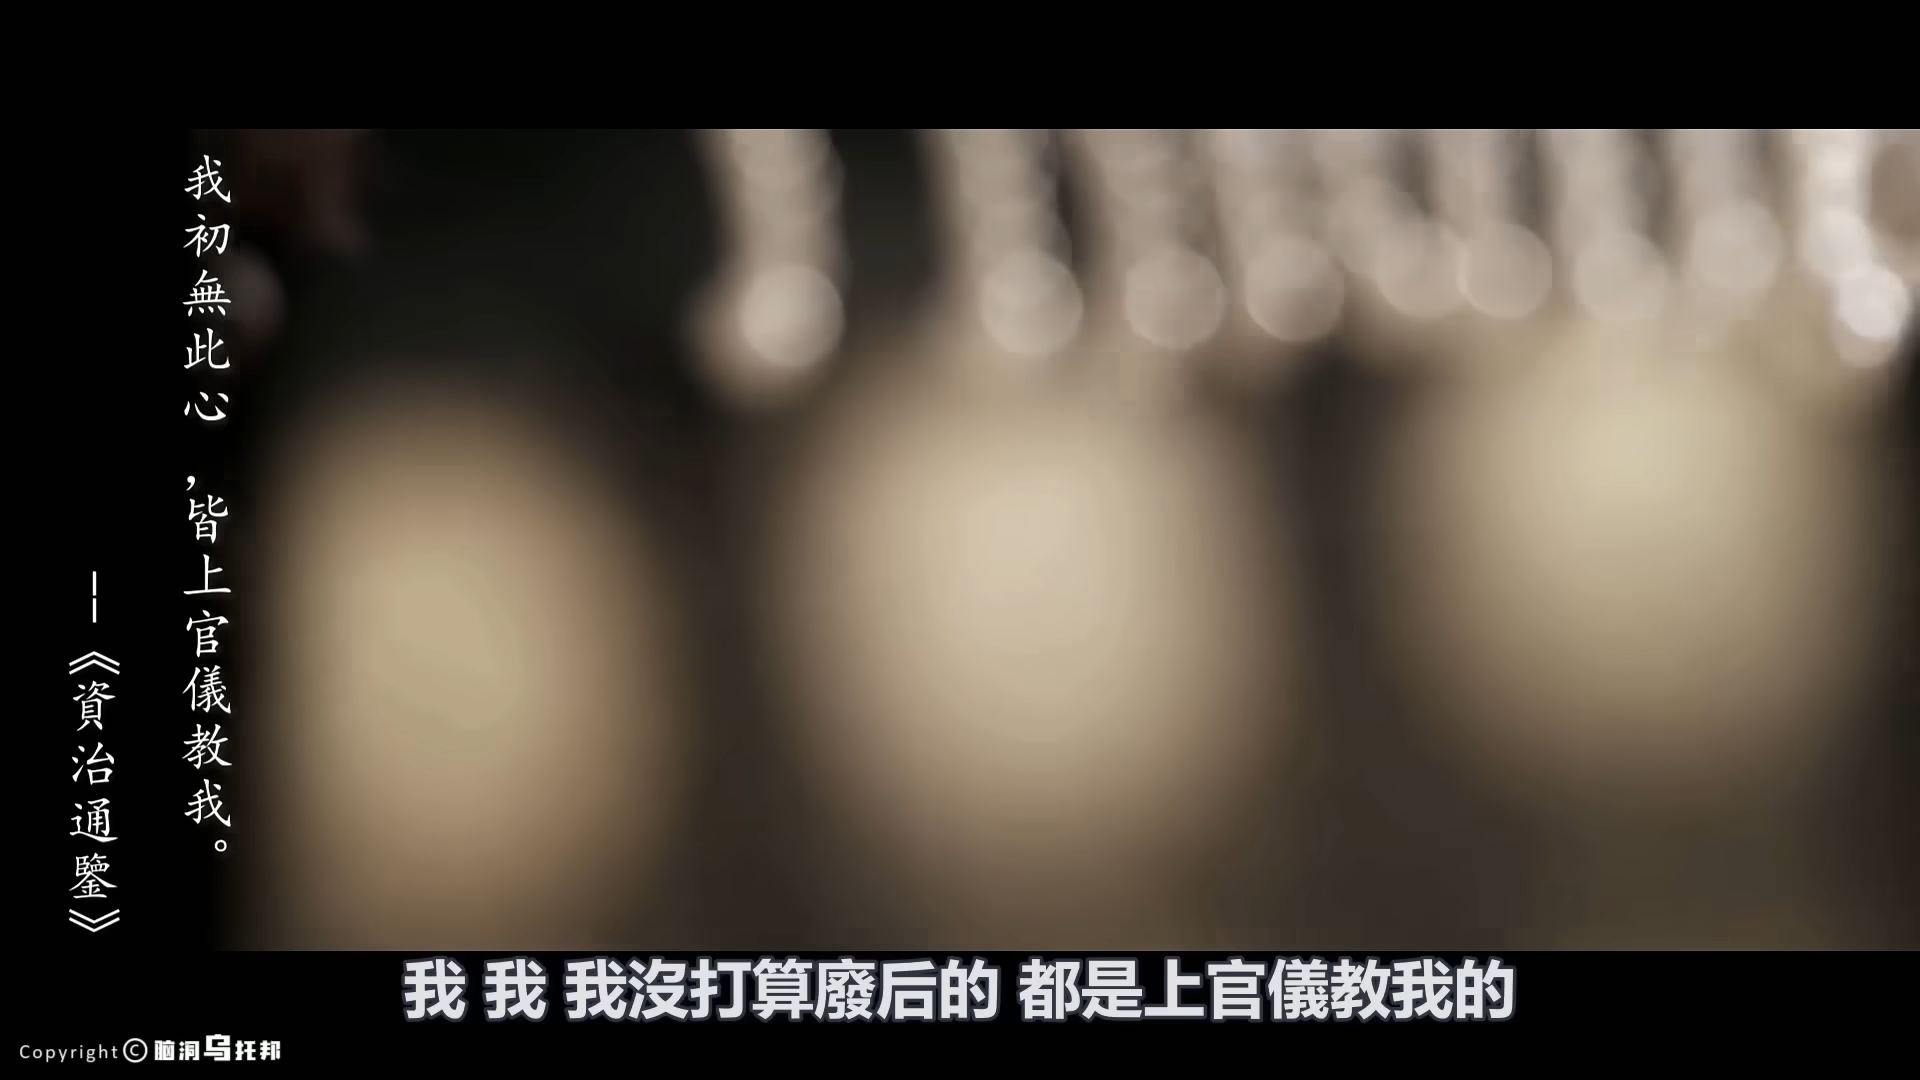 我初無此心,皆上官儀教我。
——《資治通鑒》
我 我 我沒打算廢后的 都是上官儀教我的
Copyright©脑洞乌托邦